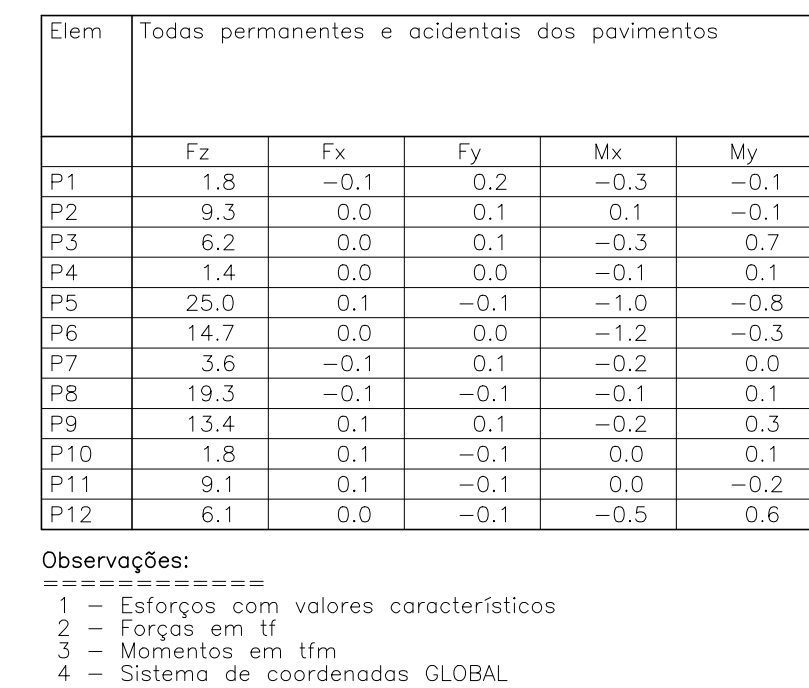 Elem Todas permanentes e acidentais dos pavimentos
Fz Fx Fy Mx My
P1 1.8 −0.1 0.2 −0.3 −0.1
P2 9.3 0.0 0.1 0.1 −0.1
P3 6.2 0.0 0.1 −0.3 0.7
P4 1.4 0.0 0.0 −0.1 0.1
P5 25.0 0.1 −0.1 −1.0 −0.8
P6 14.7 0.0 0.0 −1.2 −0.3
P7 3.6 −0.1 0.1 −0.2 0.0
P8 19.3 −0.1 −0.1 −0.1 0.1
P9 13.4 0.1 0.1 −0.2 0.3
P10 1.8 0.1 −0.1 0.0 0.1
P11 9.1 0.1 −0.1 0.0 −0.2
P12 6.1 0.0 −0.1 −0.5 0.6
Observações:
============
1 − Esforços com valores característicos
2 − Forças em tf
3 − Momentos em tfm
4 − Sistema de coordenadas GLOBAL